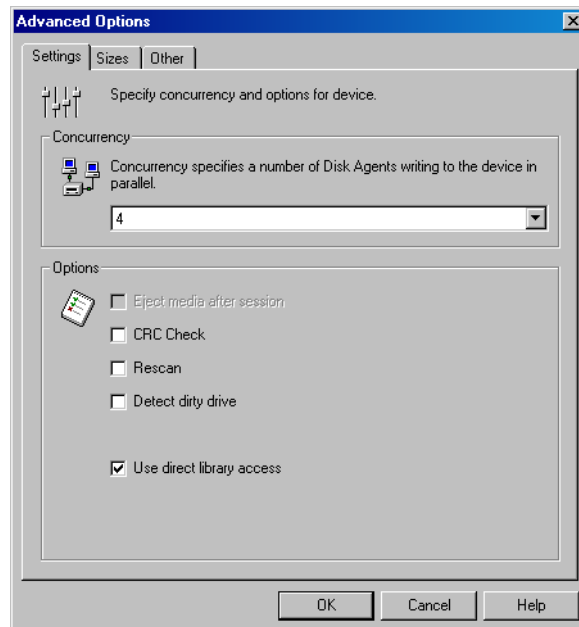 Advanced Options
Settings
Sizes
Other
Specify concurrency and options for device.
Concurrency
Concurrency specifies a number of Disk Agents writing to the device in
parallel.
4
Options
Eject media after session
CRC Check
Rescan
Detect dirty drive
Use direct library access
OK
Cancel
Help